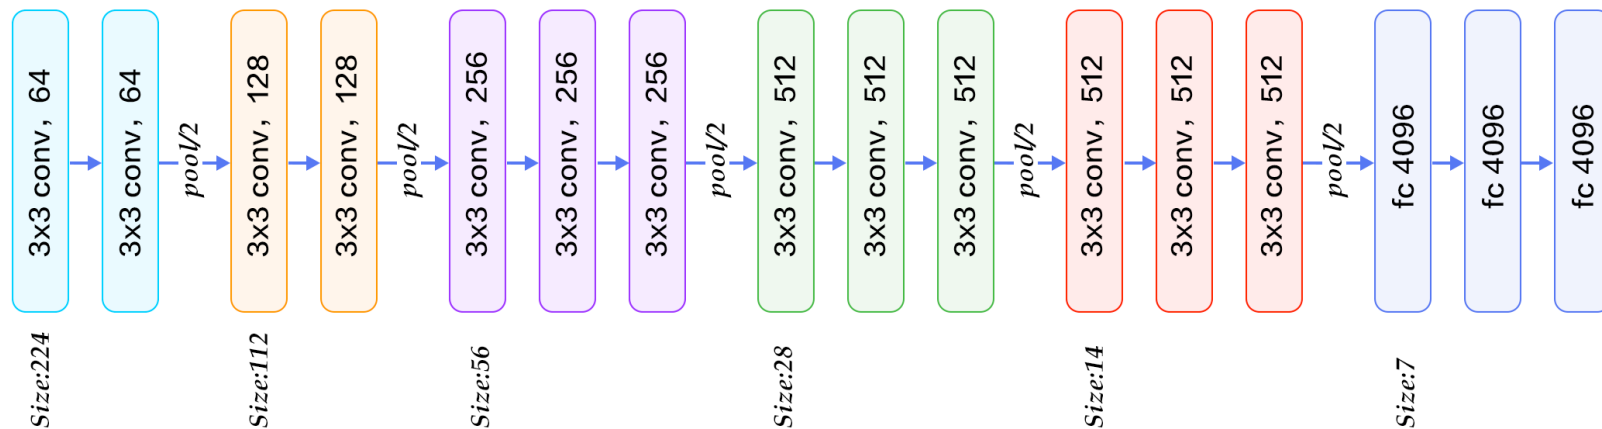 3x3 conv, 64
3x3 conv, 64
pool/2
3x3 conv, 128
3x3 conv, 128
pool/2
3x3 conv, 256
3x3 conv, 256
3x3 conv, 256
pool/2
3x3 conv, 512
3x3 conv, 512
3x3 conv, 512
pool/2
3x3 conv, 512
3x3 conv, 512
3x3 conv, 512
pool/2
fc 4096
fc 4096
fc 4096
Size:224
Size:112
Size:56
Size:28
Size:14
Size:7